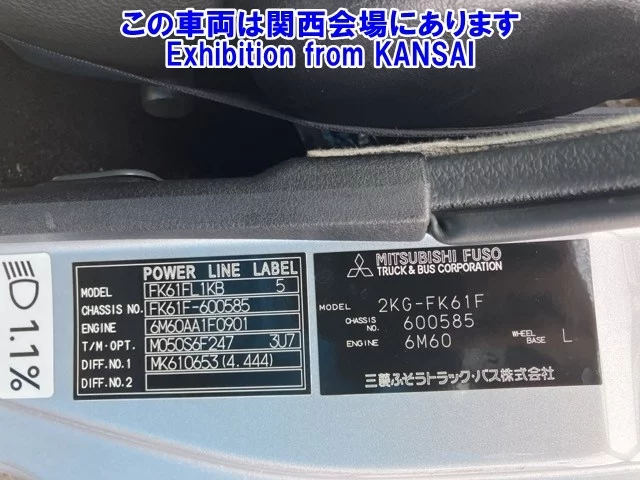 この車両は関西会場にあります
Exhibition from KANSAI
1.1%
POWER LINE LABEL
MODEL FK61FL1KB 5
CHASSIS NO. FK61F-600585
ENGINE 6M60AA1F0901
T/M・OPT. M050S6F247 3U7
DIFF.NO.1 MK610653(4.444)
DIFF.NO.2
MITSUBISHI FUSO
TRUCK & BUS CORPORATION
MODEL 2KG-FK61F
CHASSIS NO. 600585
ENGINE 6M60 WHEEL BASE L
三菱ふそうトラック・バス株式会社